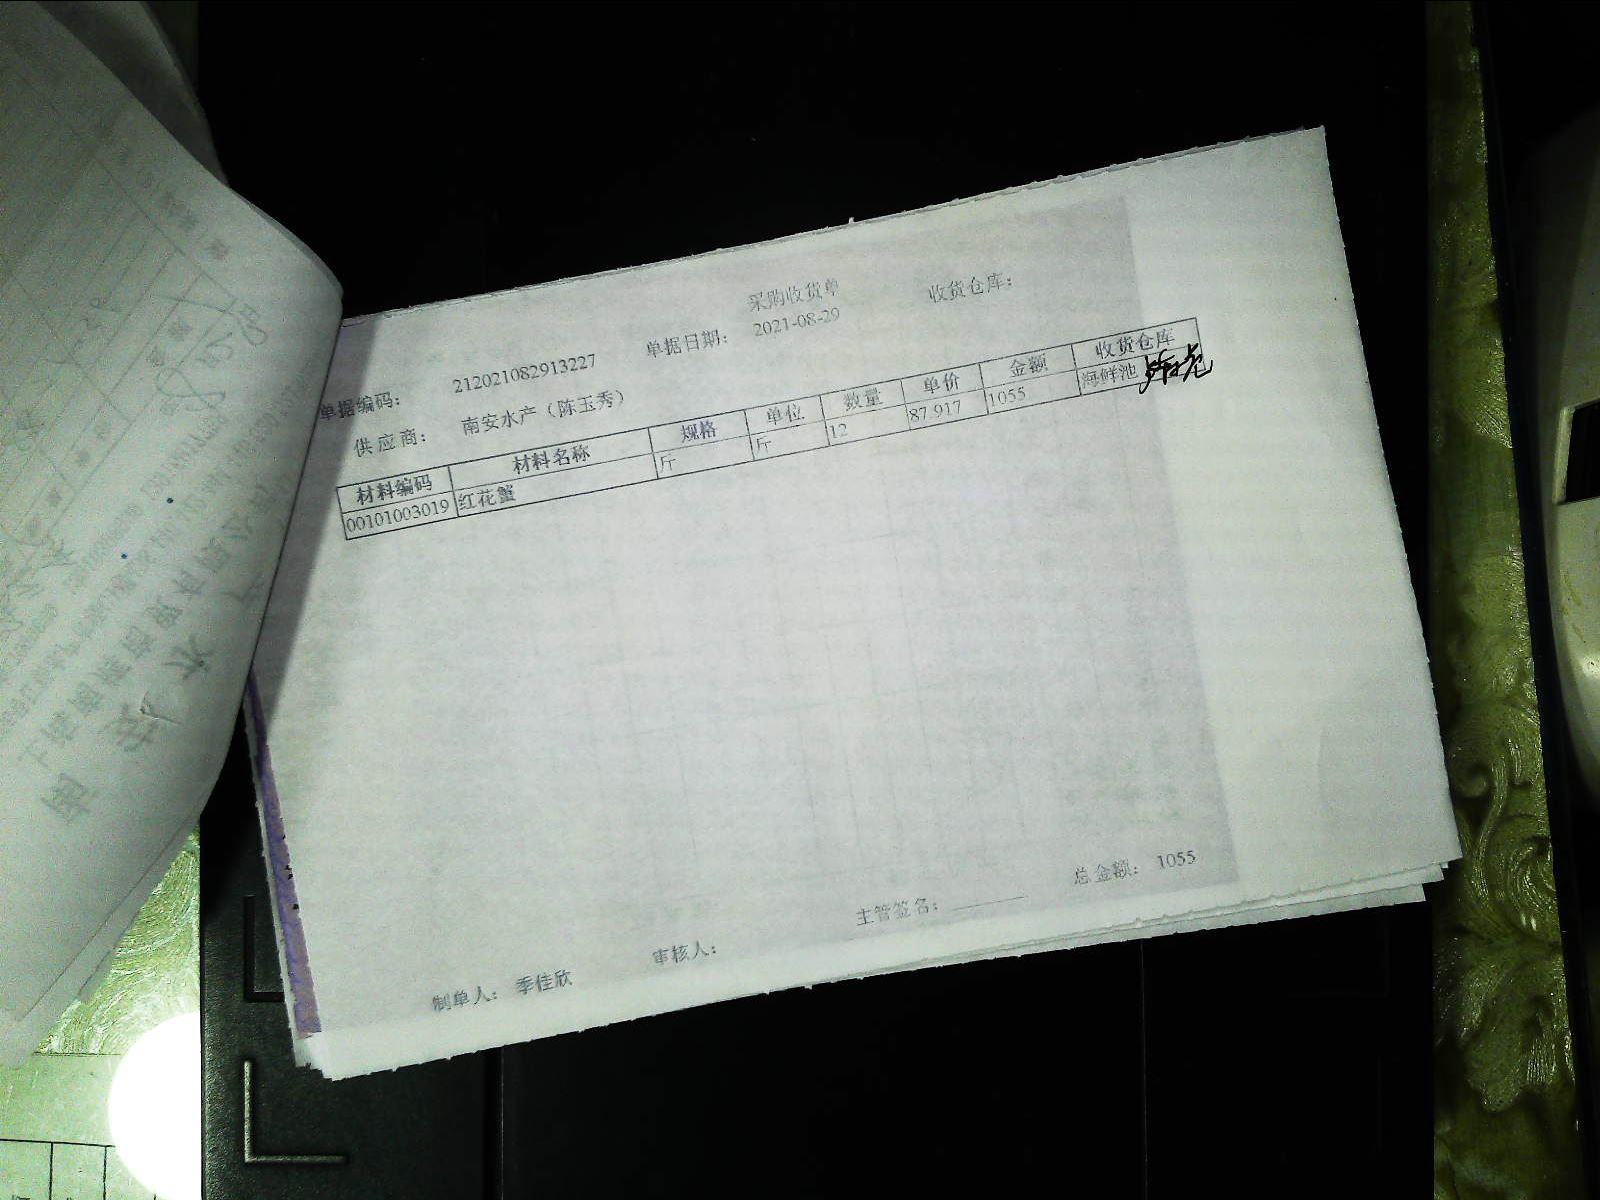 采购收货单
收货仓库：
单据编码： 212021082913227 单据日期： 2021-08-29
供应商： 南安水产（陈玉秀）
材料编码 材料名称 规格 单位 数量 单价 金额 收货仓库
00101003019 红花蟹 斤 斤 12 87.917 1055 海鲜池
总金额： 1055
制单人： 季佳欣 审核人： 主管签名：